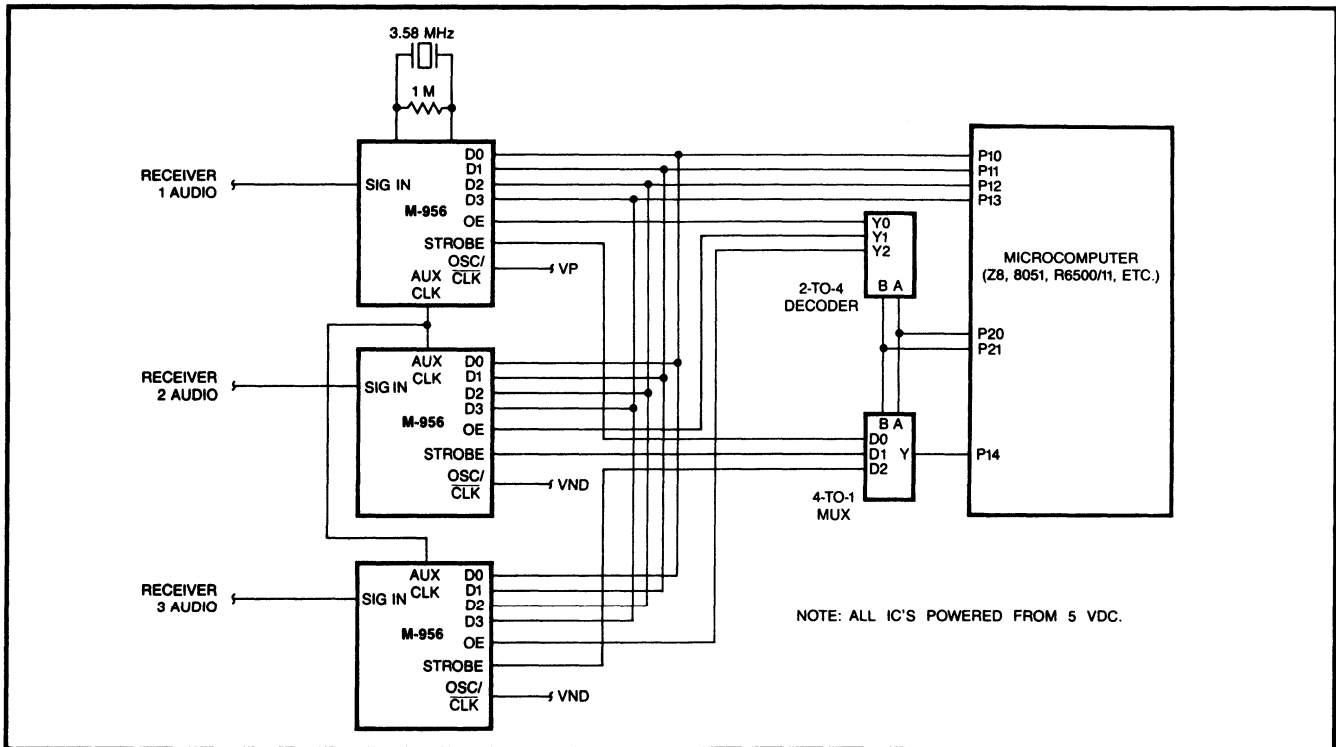 3.58 MHz
1 M
RECEIVER
1 AUDIO
SIG IN
M-956
D0
D1
D2
D3
OE
STROBE
OSC/
CLK
VP
AUX
CLK
RECEIVER
2 AUDIO
SIG IN
AUX
CLK
M-956
D0
D1
D2
D3
OE
STROBE
OSC/
CLK
VND
RECEIVER
3 AUDIO
SIG IN
AUX
CLK
M-956
D0
D1
D2
D3
OE
STROBE
OSC/
CLK
VND
Y0
Y1
Y2
B A
2-TO-4
DECODER
B A
D0
D1 Y
D2
4-TO-1
MUX
P10
P11
P12
P13
MICROCOMPUTER
(Z8, 8051, R6500/11, ETC.)
P20
P21
P14
NOTE: ALL IC'S POWERED FROM 5 VDC.